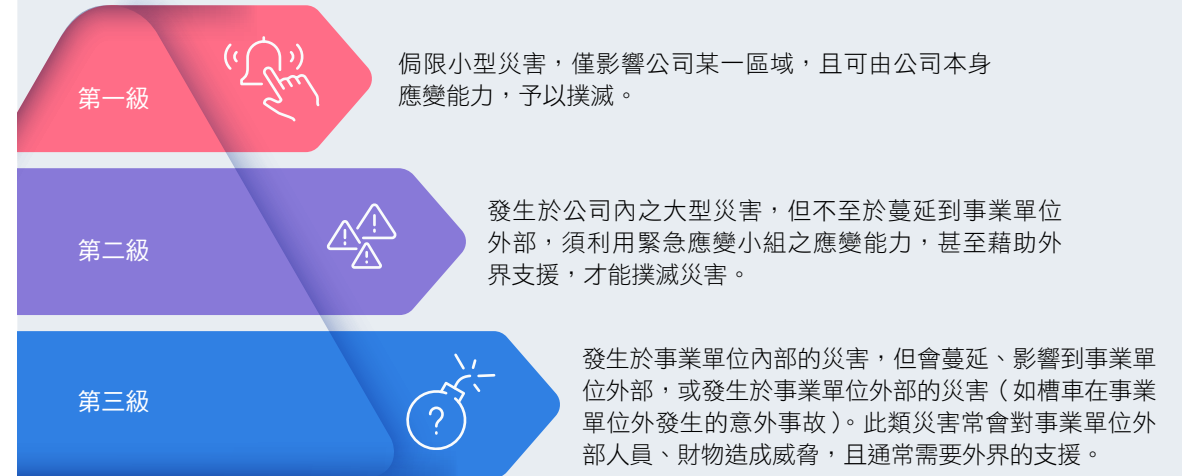 第一級
侷限小型災害，僅影響公司某一區域，且可由公司本身
應變能力，予以撲滅。
第二級
發生於公司內之大型災害，但不至於蔓延到事業單位
外部，須利用緊急應變小組之應變能力，甚至藉助外
界支援，才能撲滅災害。
第三級
?
發生於事業單位內部的災害，但會蔓延、影響到事業單
位外部，或發生於事業單位外部的災害（如槽車在事業
單位外發生的意外事故）。此類災害常會對事業單位外
部人員、財物造成威脅，且通常需要外界的支援。